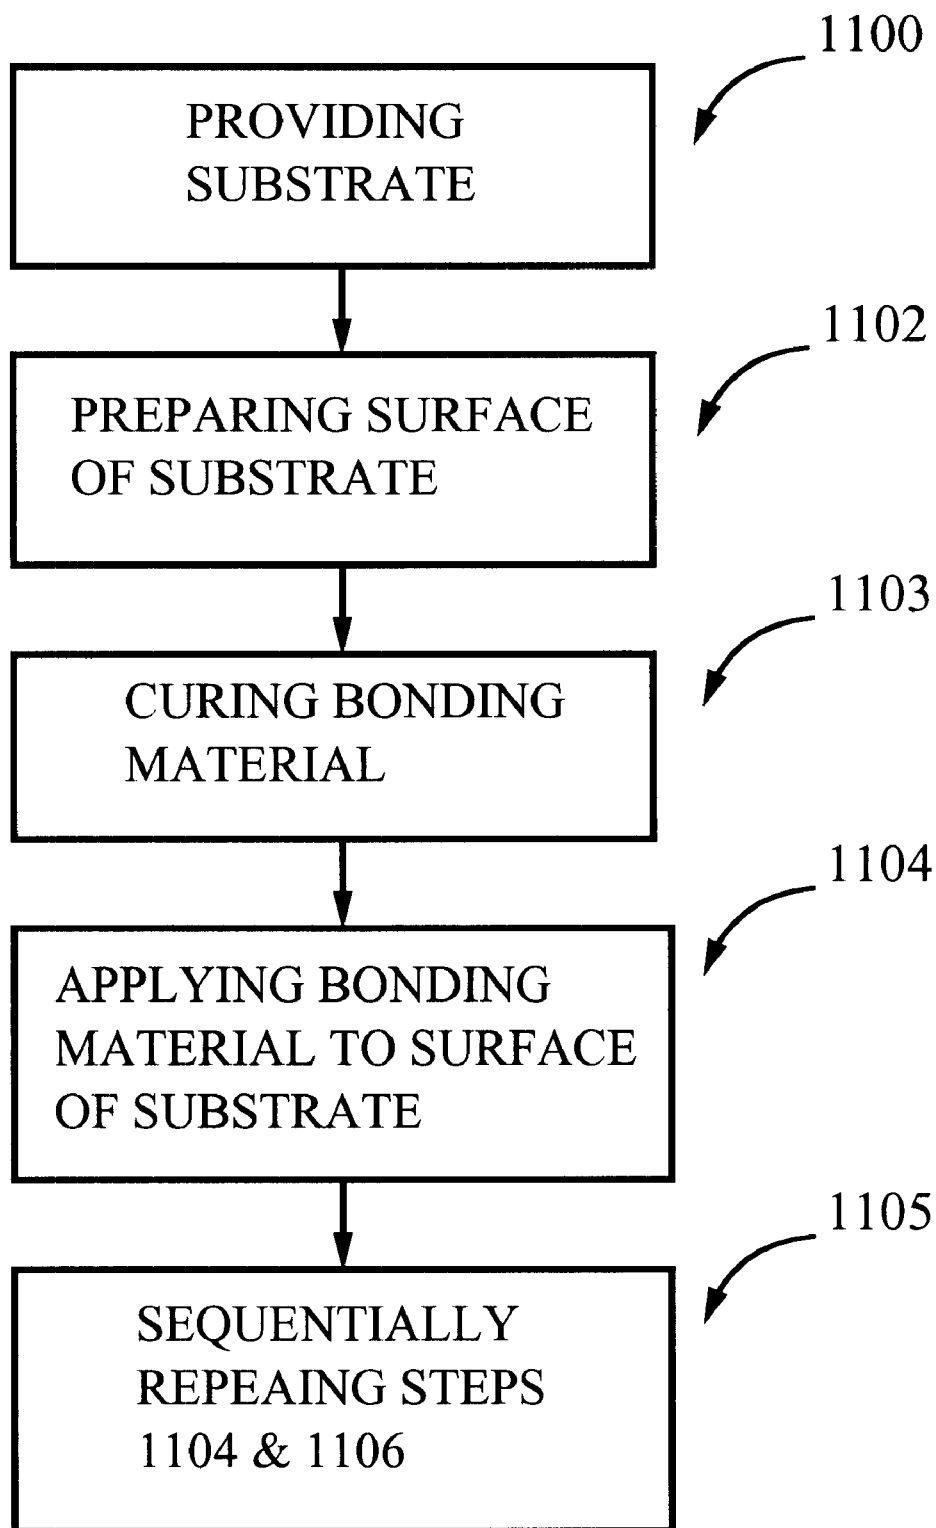 1100
PROVIDING
SUBSTRATE
1102
PREPARING SURFACE
OF SUBSTRATE
1103
CURING BONDING
MATERIAL
1104
APPLYING BONDING
MATERIAL TO SURFACE
OF SUBSTRATE
1105
SEQUENTIALLY
REPEAING STEPS
1104 & 1106